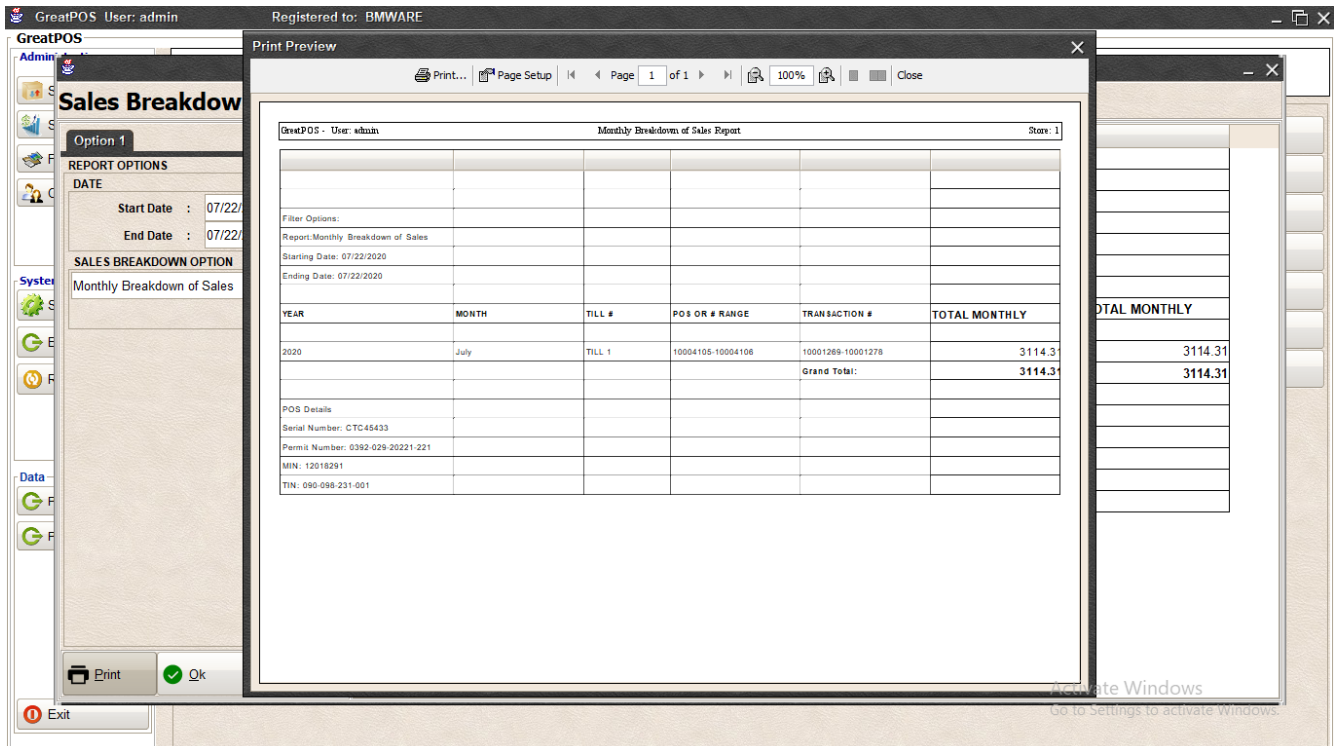 GreatPOS User: admin Registered to: BMWARE
GreatPOS
Print Preview
Print... Page Setup Page 1 of 1 100% Close
Sales Breakdow
Option 1
REPORT OPTIONS
DATE
Start Date : 07/22/
End Date : 07/22/
SALES BREAKDOWN OPTION
Monthly Breakdown of Sales
System
Data
Print Ok
Exit
GreatPOS - User: admin Monthly Breakdown of Sales Report Store: 1
Filter Options:
Report:Monthly Breakdown of Sales
Starting Date: 07/22/2020
Ending Date: 07/22/2020
YEAR MONTH TILL # POS OR # RANGE TRANSACTION # TOTAL MONTHLY
2020 July TILL 1 10004105-10004106 10001269-10001278 3114.31
Grand Total: 3114.31
POS Details
Serial Number: CTC45433
Permit Number: 0392-029-20221-221
MIN: 12018291
TIN: 090-098-231-001
OTAL MONTHLY
3114.31
3114.31
Activate Windows
Go to Settings to activate Windows.